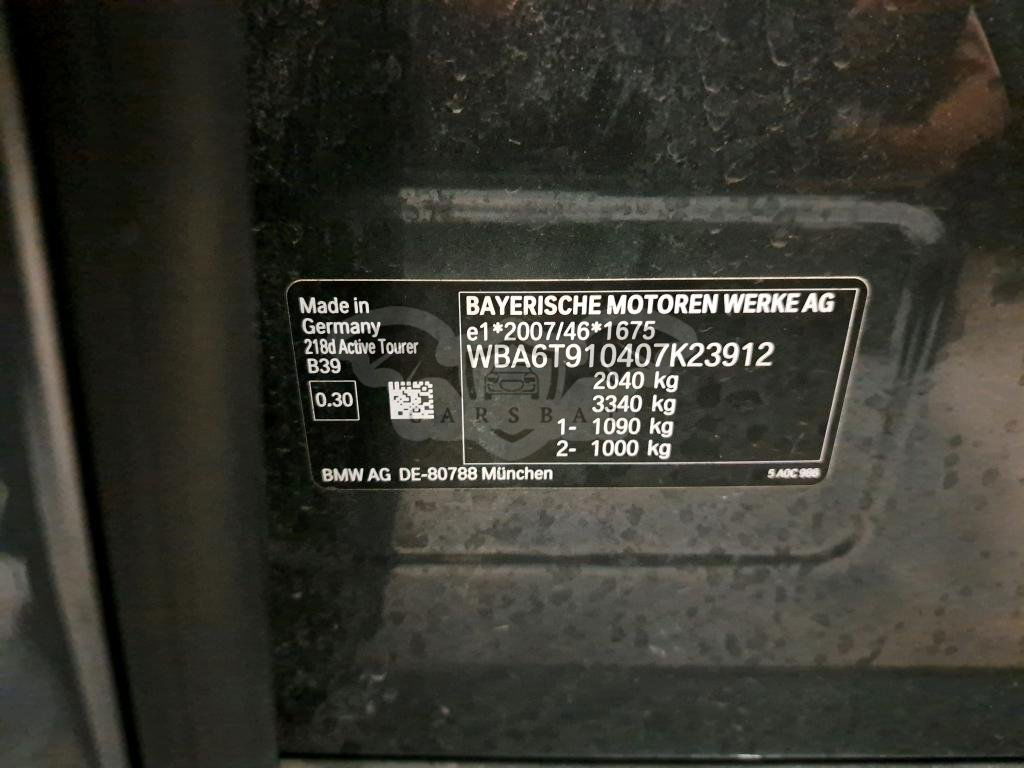 Made in
Germany
218d Active Tourer
B39
0.30
BAYERISCHE MOTOREN WERKE AG
e1*2007/46*1675
WBA6T910407K23912
2040 kg
3340 kg
1- 1090 kg
2- 1000 kg
BMW AG DE-80788 München